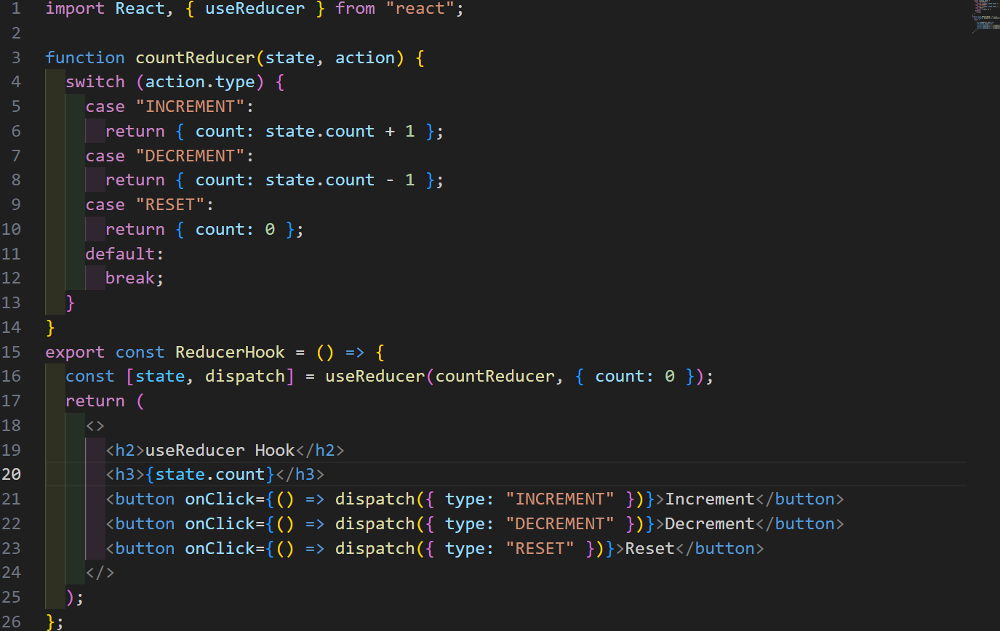 1 import React, { useReducer } from "react";
2
3 function countReducer(state, action) {
4   switch (action.type) {
5     case "INCREMENT":
6       return { count: state.count + 1 };
7     case "DECREMENT":
8       return { count: state.count - 1 };
9     case "RESET":
10       return { count: 0 };
11     default:
12       break;
13   }
14 }
15 export const ReducerHook = () => {
16   const [state, dispatch] = useReducer(countReducer, { count: 0 });
17   return (
18     <>
19       <h2>useReducer Hook</h2>
20       <h3>{state.count}</h3>
21       <button onClick={() => dispatch({ type: "INCREMENT" })}>Increment</button>
22       <button onClick={() => dispatch({ type: "DECREMENT" })}>Decrement</button>
23       <button onClick={() => dispatch({ type: "RESET" })}>Reset</button>
24     </>
25   );
26 };